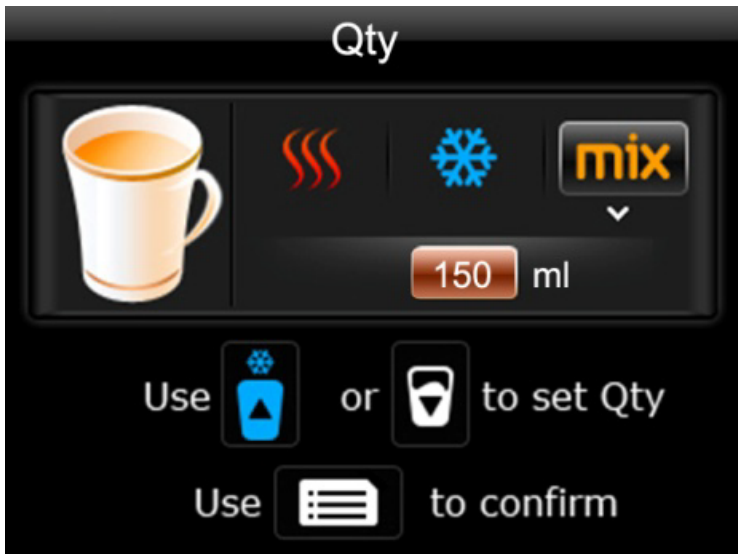 Qty
mix
150 ml
Use or to set Qty
Use to confirm